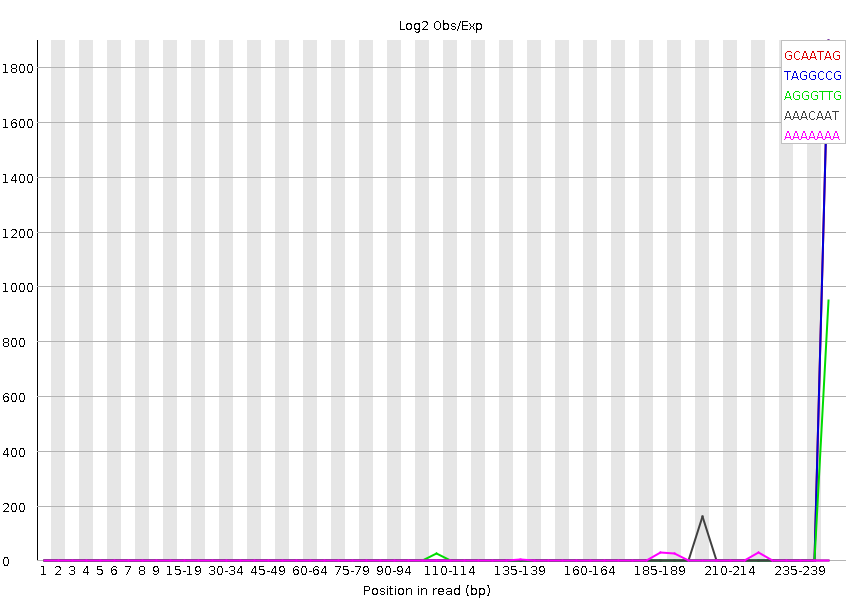 Log2 Obs/Exp
GCAATAG
TAGGCCG
AGGGTTG
AAACAAT
AAAAAAA
1800
1600
1400
1200
1000
800
600
400
200
0
1 2 3 4 5 6 7 8 9 15-19 30-34 45-49 60-64 75-79 90-94 110-114 135-139 160-164 185-189 210-214 235-239
Position in read (bp)